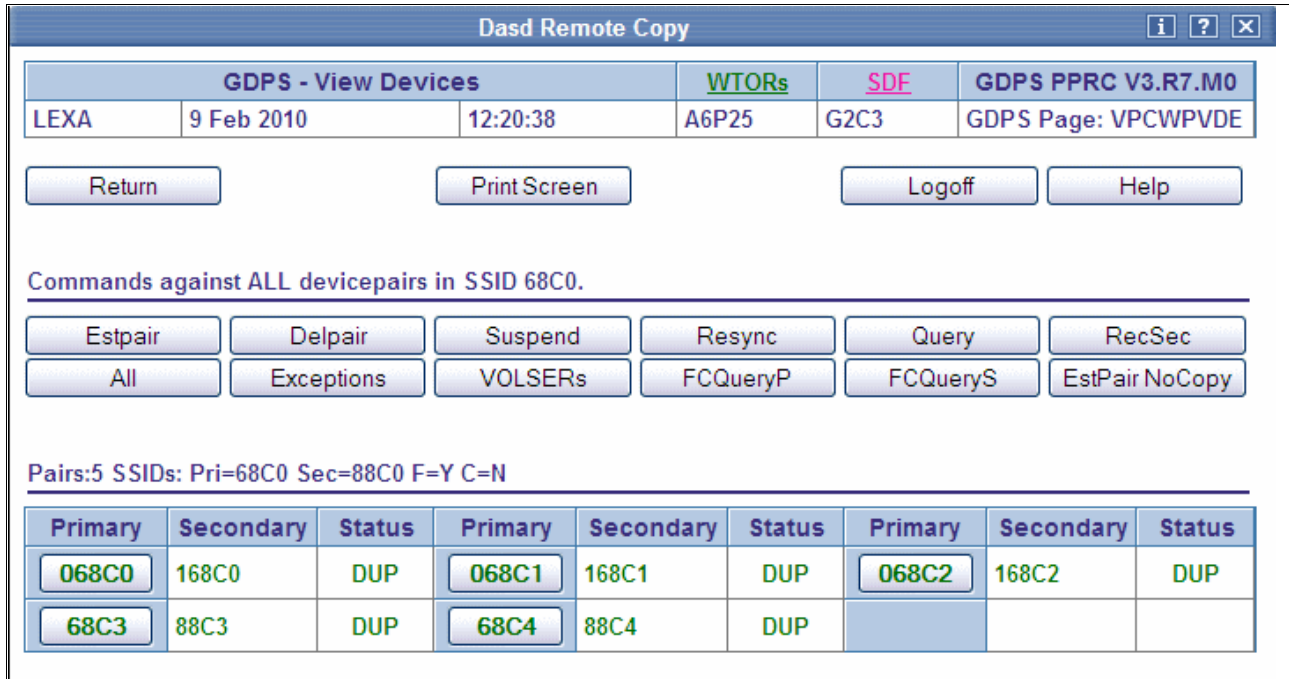 Dasd Remote Copy i ? X
GDPS - View Devices WTORs SDF GDPS PPRC V3.R7.M0
LEXA 9 Feb 2010 12:20:38 A6P25 G2C3 GDPS Page: VPCWPVDE
Return Print Screen Logoff Help
Commands against ALL devicepairs in SSID 68C0.
Estpair Delpair Suspend Resync Query RecSec
All Exceptions VOLSERs FCQueryP FCQueryS EstPair NoCopy
Pairs:5 SSIDs: Pri=68C0 Sec=88C0 F=Y C=N
Primary Secondary Status Primary Secondary Status Primary Secondary Status
068C0 168C0 DUP 068C1 168C1 DUP 068C2 168C2 DUP
68C3 88C3 DUP 68C4 88C4 DUP